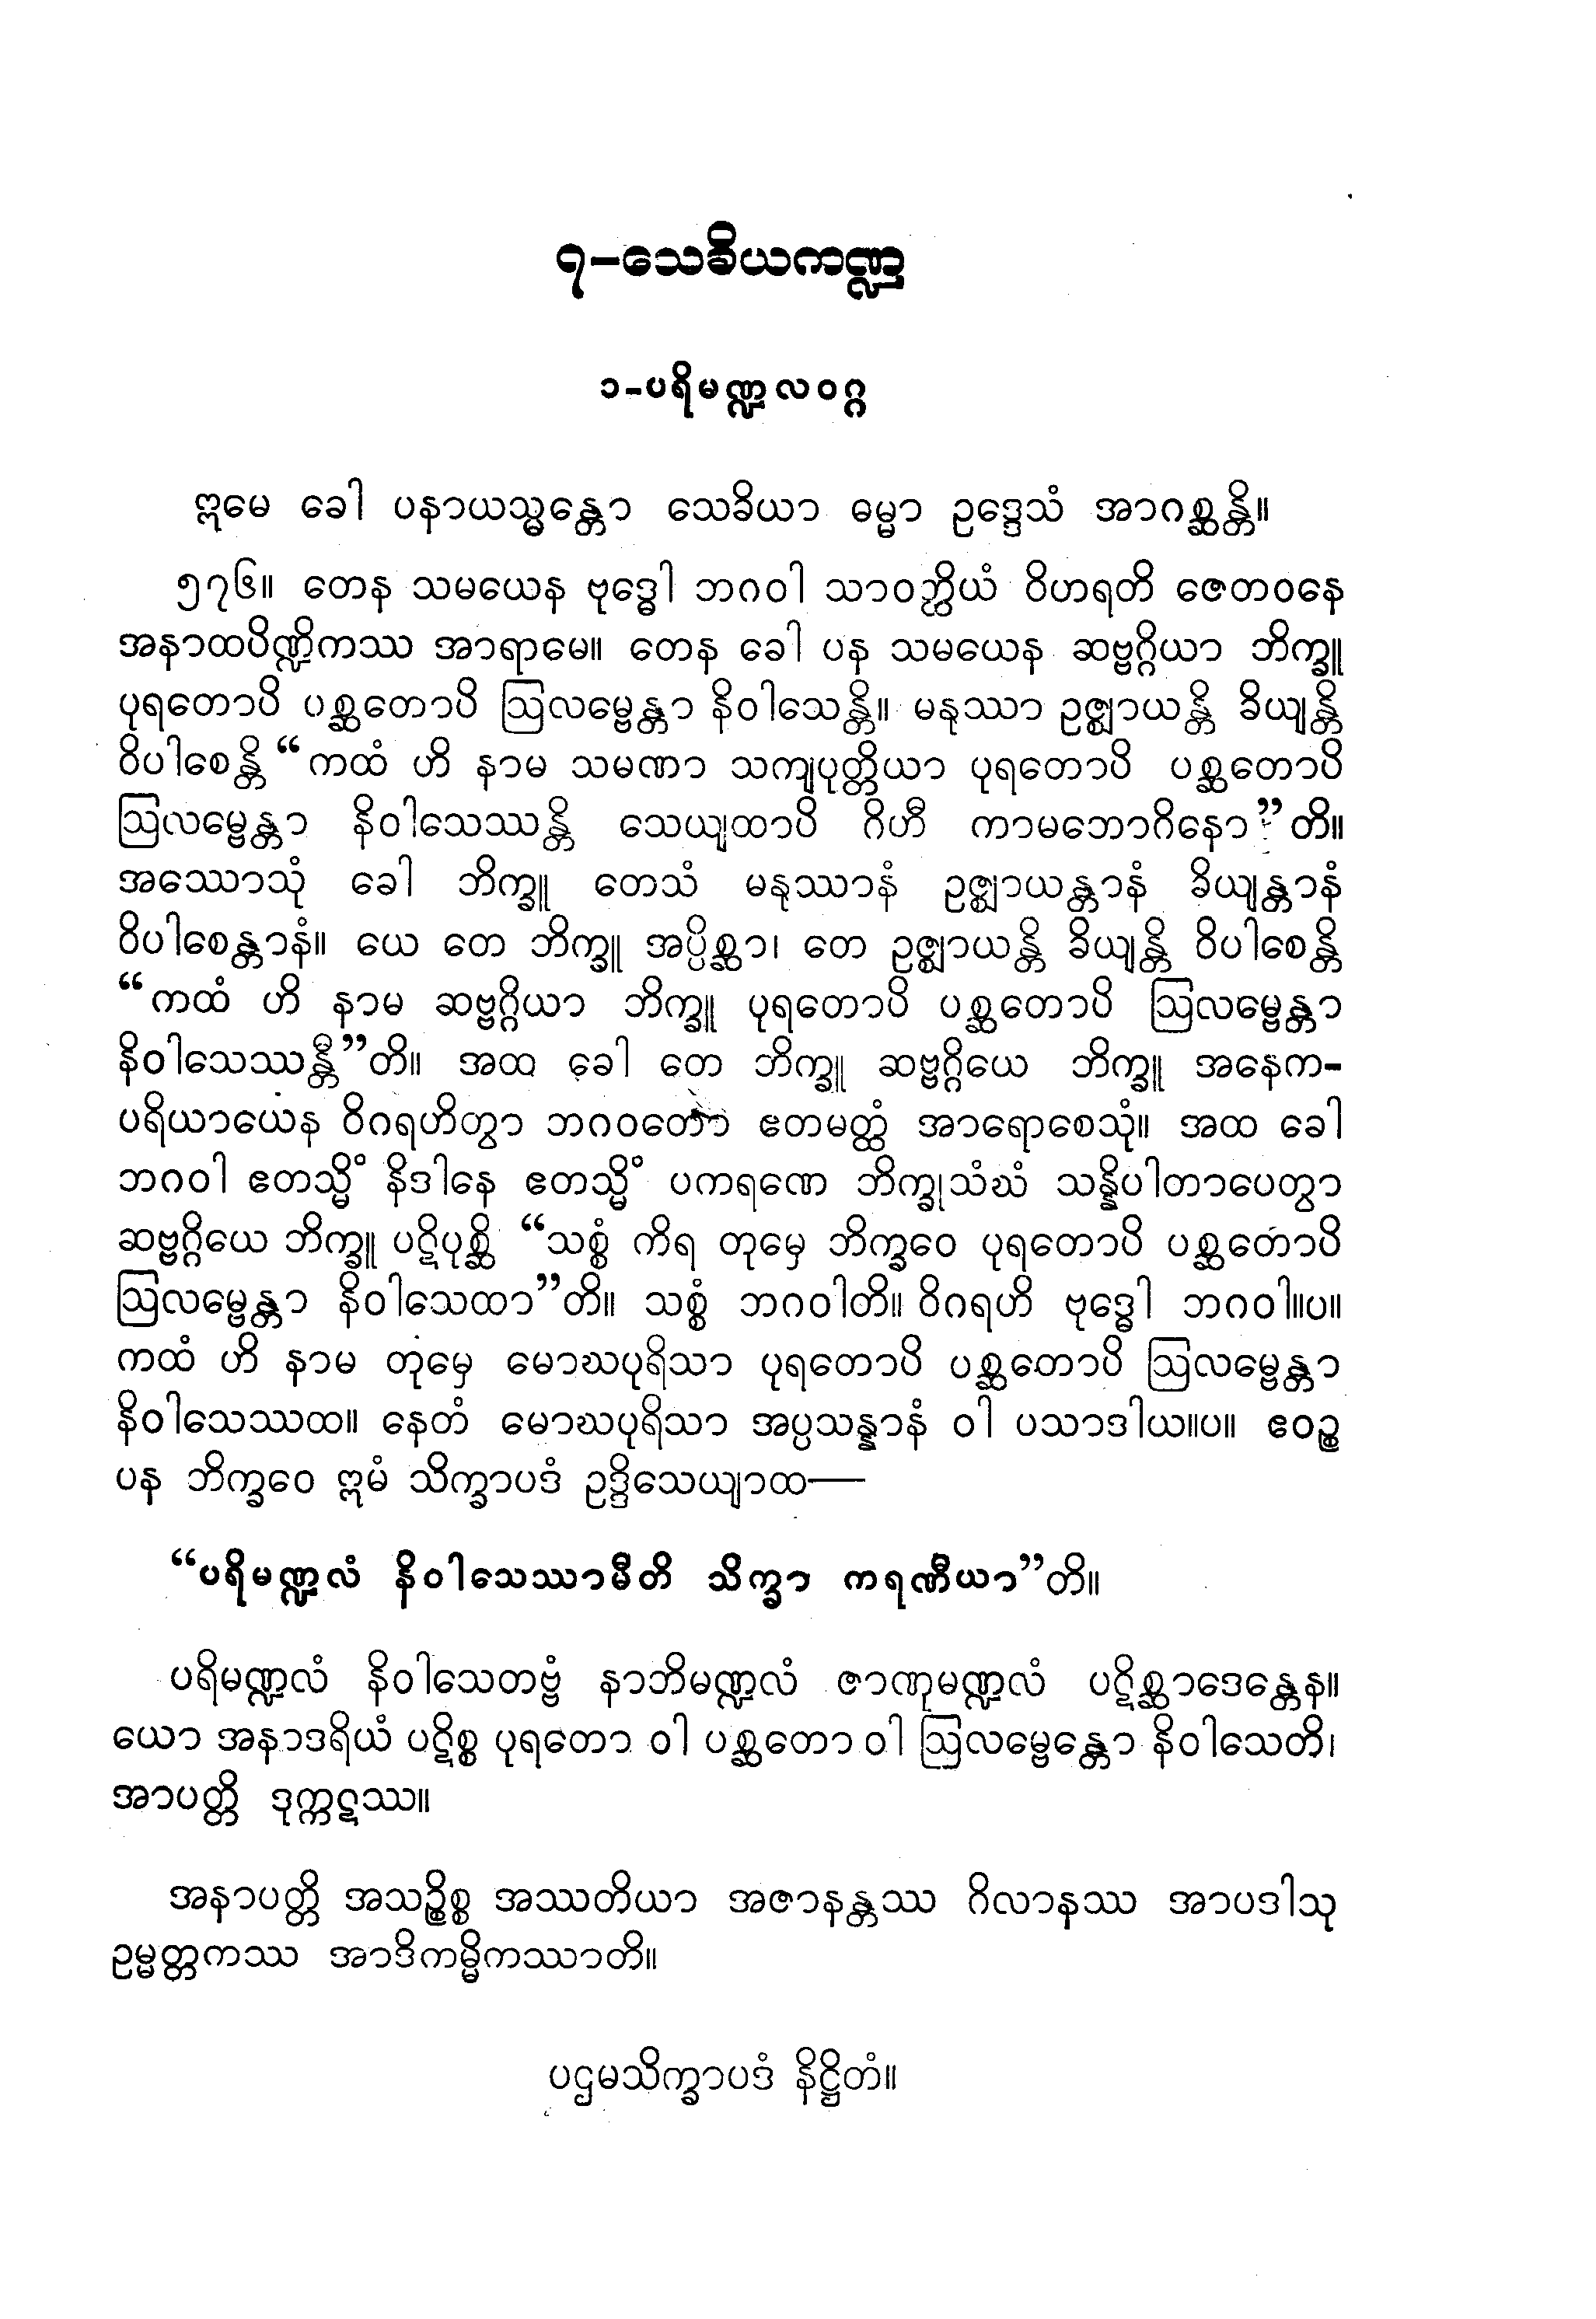 ၇-သေခိယကဏ္ဍ
၁-ပရိမဏ္ဍလဝဂ္ဂ
ဣမေ ခေါ ပနာယသ္မန္တော သေခိယာ ဓမ္မာ ဥဒ္ဒေသံ အာဂစ္ဆန္တိ။
၅၇၆။ တေန သမယေန ဗုဒ္ဓေါ ဘဂဝါ သာဝတ္ထိယံ ဝိဟရတိ ဇေတဝနေ
အနာထပိဏ္ဍိကဿ အာရာမေ။ တေန ခေါ ပန သမယေန ဆဗ္ဗဂ္ဂိယာ ဘိက္ခူ
ပုရတောပိ ပစ္ဆတောပိ ဩလမ္ဗေန္တာ နိဝါသေန္တိ။ မနုဿာ ဥဇ္ဈာယန္တိ ခိယျန္တိ
ဝိပါစေန္တိ “ကထံ ဟိ နာမ သမဏာ သကျပုတ္တိယာ ပုရတောပိ ပစ္ဆတောပိ
ဩလမ္ဗေန္တာ နိဝါသေဿန္တိ သေယျထာပိ ဂိဟီ ကာမဘောဂိနော”တိ။
အဿောသုံ ခေါ ဘိက္ခူ တေသံ မနုဿာနံ ဥဇ္ဈာယန္တာနံ ခိယျန္တာနံ
ဝိပါစေန္တာနံ။ ယေ တေ ဘိက္ခူ အပ္ပိစ္ဆာ၊ တေ ဥဇ္ဈာယန္တိ ခိယျန္တိ ဝိပါစေန္တိ
“ကထံ ဟိ နာမ ဆဗ္ဗဂ္ဂိယာ ဘိက္ခူ ပုရတောပိ ပစ္ဆတောပိ ဩလမ္ဗေန္တာ
နိဝါသေဿန္တီ”တိ။ အထ ခေါ တေ ဘိက္ခူ ဆဗ္ဗဂ္ဂိယေ ဘိက္ခူ အနေက-
ပရိယာယေန ဝိဂရဟိတွာ ဘဂဝတော ဧတမတ္ထံ အာရောစေသုံ။ အထ ခေါ
ဘဂဝါ ဧတသ္မိံ နိဒါနေ ဧတသ္မိံ ပကရဏေ ဘိက္ခုသံဃံ သန္နိပါတာပေတွာ
ဆဗ္ဗဂ္ဂိယေ ဘိက္ခူ ပဋိပုစ္ဆိ “သစ္စံ ကိရ တုမှေ ဘိက္ခဝေ ပုရတောပိ ပစ္ဆတောပိ
ဩလမ္ဗေန္တာ နိဝါသေထာ”တိ။ သစ္စံ ဘဂဝါတိ။ ဝိဂရဟိ ဗုဒ္ဓေါ ဘဂဝါ။ပ။
ကထံ ဟိ နာမ တုမှေ မောဃပုရိသာ ပုရတောပိ ပစ္ဆတောပိ ဩလမ္ဗေန္တာ
နိဝါသေဿထ။ နေတံ မောဃပုရိသာ အပ္ပသန္နာနံ ဝါ ပသာဒါယ။ပ။ ဧဝဉ္စ
ပန ဘိက္ခဝေ ဣမံ သိက္ခာပဒံ ဥဒ္ဒိသေယျာထ—
“ပရိမဏ္ဍလံ နိဝါသေဿာမီတိ သိက္ခာ ကရဏီယာ”တိ။
ပရိမဏ္ဍလံ နိဝါသေတဗ္ဗံ နာဘိမဏ္ဍလံ ဇာဏုမဏ္ဍလံ ပဋိစ္ဆာဒေန္တေန။
ယော အနာဒရိယံ ပဋိစ္စ ပုရတော ဝါ ပစ္ဆတော ဝါ ဩလမ္ဗေန္တော နိဝါသေတိ၊
အာပတ္တိ ဒုက္ကဋဿ။
အနာပတ္တိ အသဉ္စိစ္စ အဿတိယာ အဇာနန္တဿ ဂိလာနဿ အာပဒါသု
ဥမ္မတ္တကဿ အာဒိကမ္မိကဿာတိ။
ပဌမသိက္ခာပဒံ နိဋ္ဌိတံ။